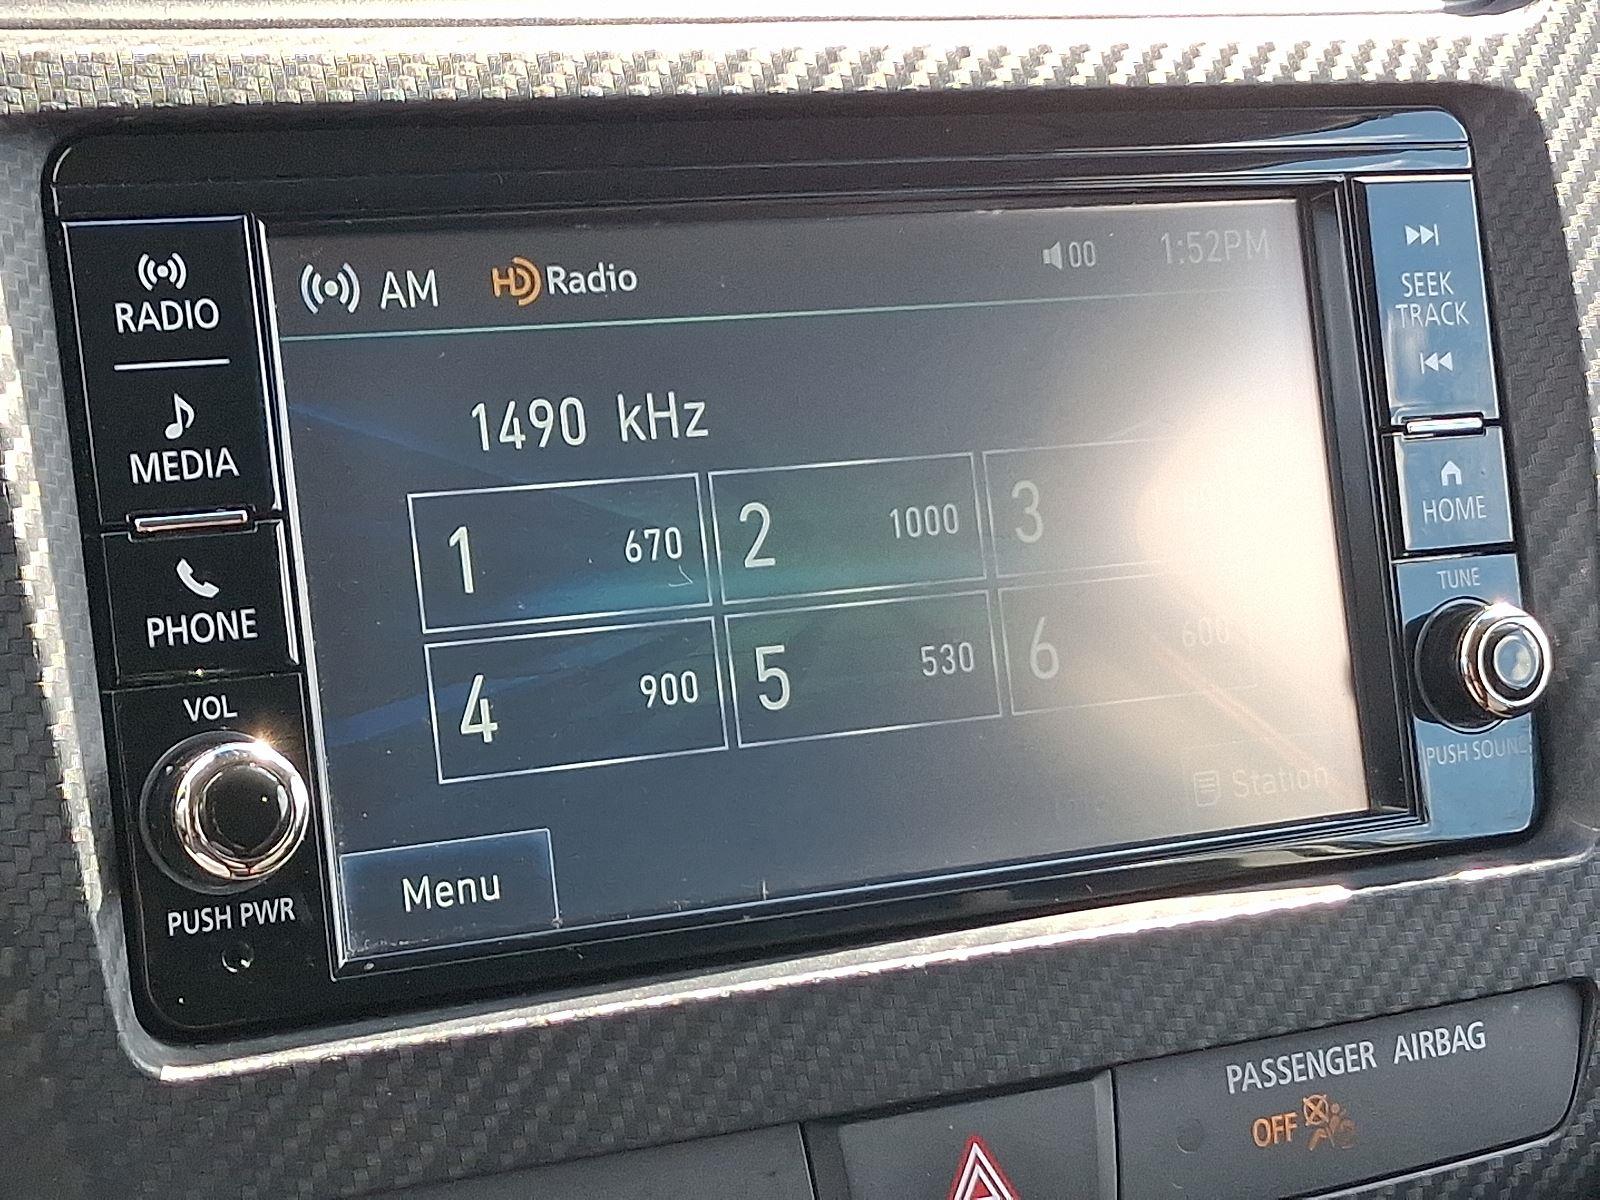 RADIO
MEDIA
PHONE
VOL
PUSH PWR
AM HD Radio 00 1:52PM
1490 kHz
1 670 2 1000 3
4 900 5 530 6 600
Station
Menu
SEEK
TRACK
HOME
TUNE
PUSH SOUND
PASSENGER AIRBAG
OFF